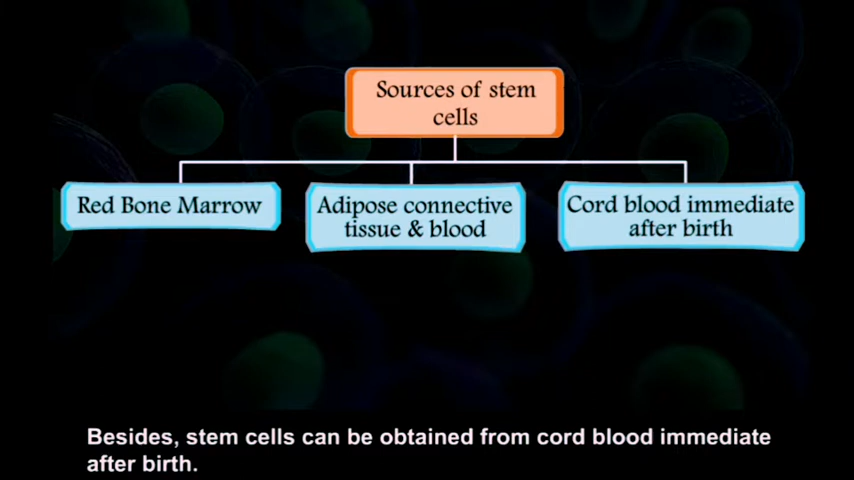 Sources of stem
cells
Red Bone Marrow
Adipose connective
tissue & blood
Cord blood immediate
after birth
Besides, stem cells can be obtained from cord blood immediate
after birth.